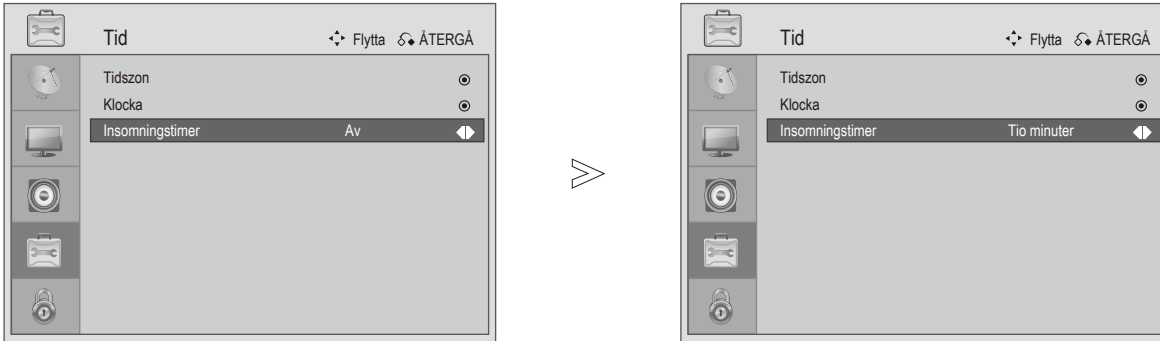 Tid
Flytta ÅTERGÅ
Tidszon
Klocka
Insomningstimer Av
Tid
Flytta ÅTERGÅ
Tidszon
Klocka
Insomningstimer Tio minuter